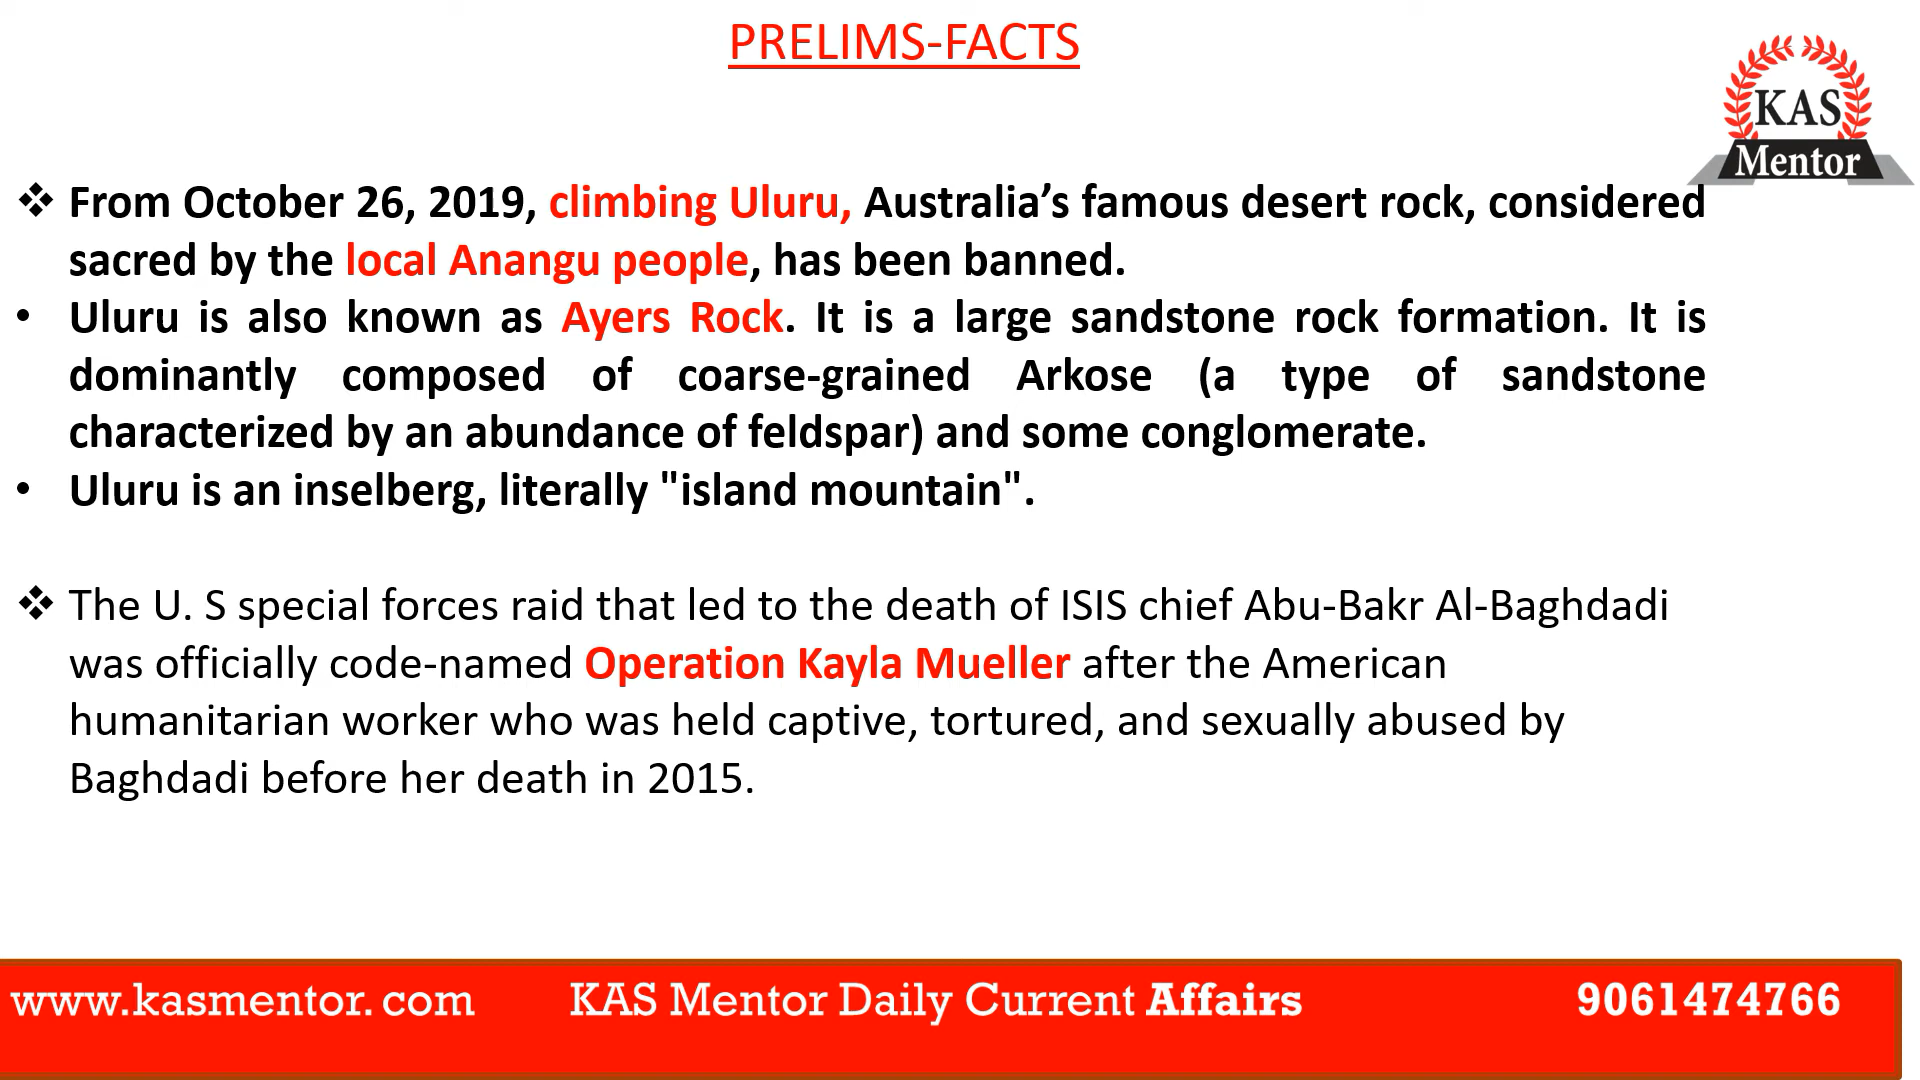 PRELIMS-FACTS
KAS
Mentor
❖ From October 26, 2019, climbing Uluru, Australia’s famous desert rock, considered
sacred by the local Anangu people, has been banned.
• Uluru is also known as Ayers Rock. It is a large sandstone rock formation. It is
dominantly composed of coarse-grained Arkose (a type of sandstone
characterized by an abundance of feldspar) and some conglomerate.
• Uluru is an inselberg, literally "island mountain".
❖ The U. S special forces raid that led to the death of ISIS chief Abu-Bakr Al-Baghdadi
was officially code-named Operation Kayla Mueller after the American
humanitarian worker who was held captive, tortured, and sexually abused by
Baghdadi before her death in 2015.
www.kasmentor. com KAS Mentor Daily Current Affairs 9061474766